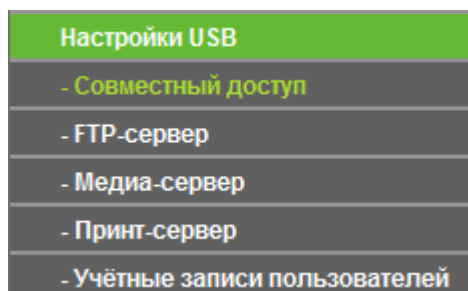 Настройки USB
- Совместный доступ
- FTP-сервер
- Медиа-сервер
- Принт-сервер
- Учётные записи пользователей